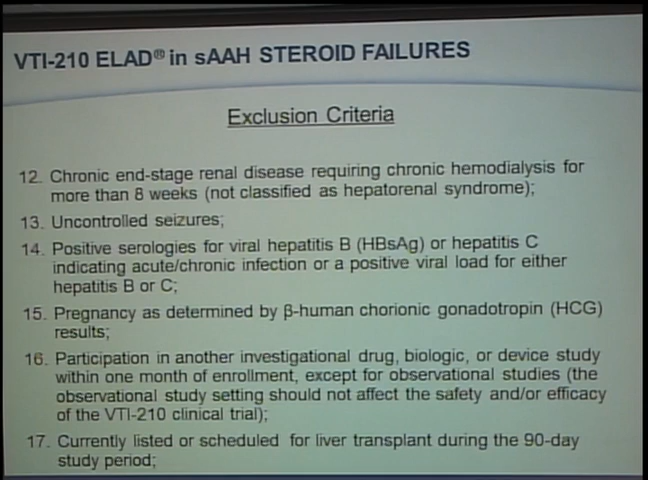 VTI-210 ELAD® in sAAH STEROID FAILURES
Exclusion Criteria
12. Chronic end-stage renal disease requiring chronic hemodialysis for
more than 8 weeks (not classified as hepatorenal syndrome);
13. Uncontrolled seizures;
14. Positive serologies for viral hepatitis B (HBsAg) or hepatitis C
indicating acute/chronic infection or a positive viral load for either
hepatitis B or C;
15. Pregnancy as determined by β-human chorionic gonadotropin (HCG)
results;
16. Participation in another investigational drug, biologic, or device study
within one month of enrollment, except for observational studies (the
observational study setting should not affect the safety and/or efficacy
of the VTI-210 clinical trial);
17. Currently listed or scheduled for liver transplant during the 90-day
study period;